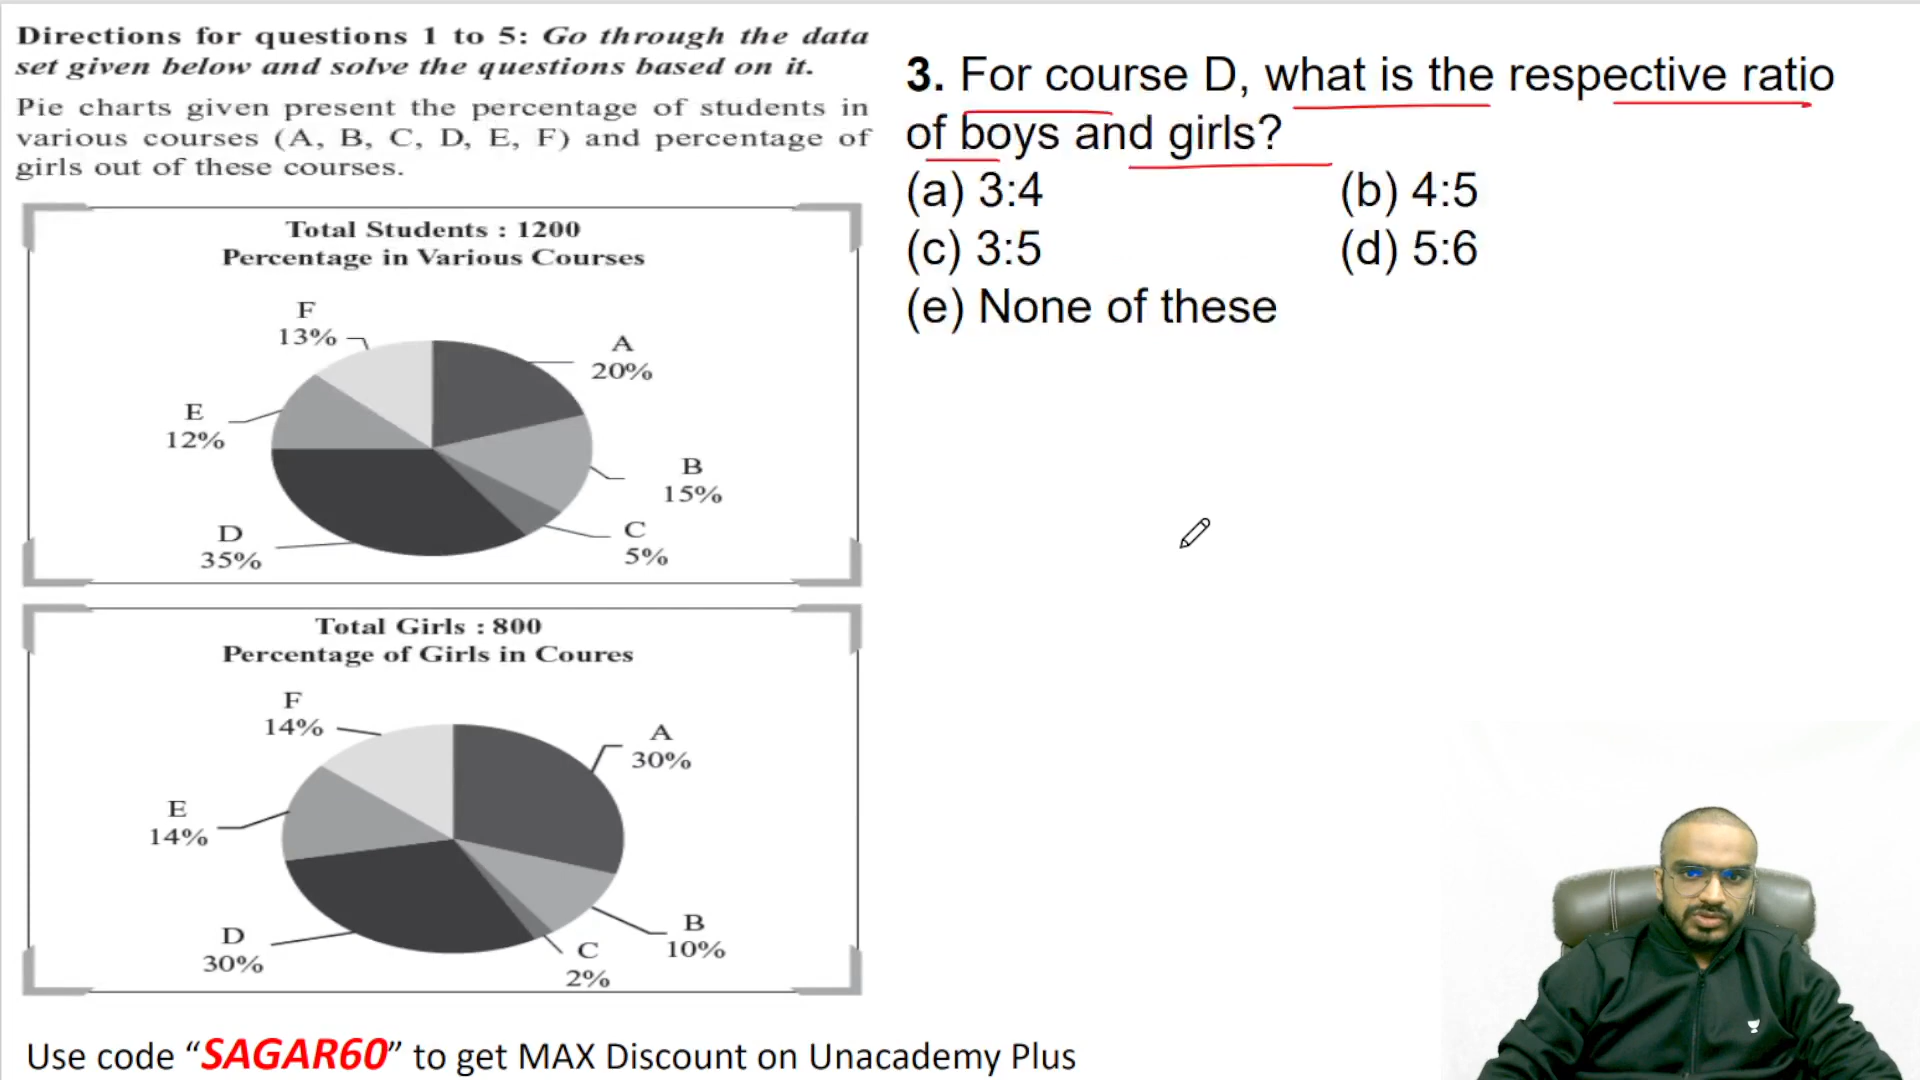 Directions for questions 1 to 5: Go through the data
set given below and solve the questions based on it.
Pie charts given present the percentage of students in
various courses (A, B, C, D, E, F) and percentage of
girls out of these courses.
Total Students : 1200
Percentage in Various Courses
F
13%
A
20%
E
12%
B
15%
D
35%
C
5%
Total Girls : 800
Percentage of Girls in Coures
F
14%
A
30%
E
14%
B
10%
D
30%
C
2%
3. For course D, what is the respective ratio
of boys and girls?
(a) 3:4 (b) 4:5
(c) 3:5 (d) 5:6
(e) None of these
Use code “SAGAR60” to get MAX Discount on Unacademy Plus